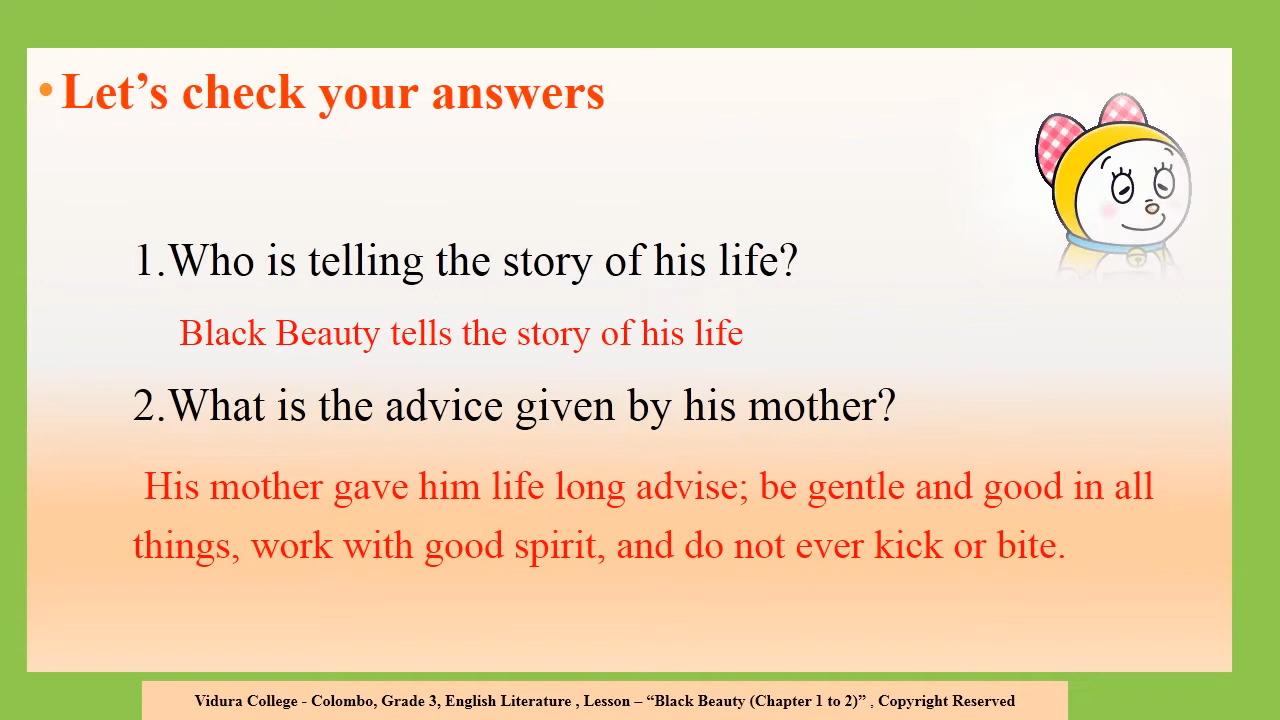 • Let's check your answers
1.Who is telling the story of his life?
Black Beauty tells the story of his life
2.What is the advice given by his mother?
His mother gave him life long advise; be gentle and good in all
things, work with good spirit, and do not ever kick or bite.
Vidura College - Colombo, Grade 3, English Literature , Lesson – “Black Beauty (Chapter 1 to 2)” , Copyright Reserved